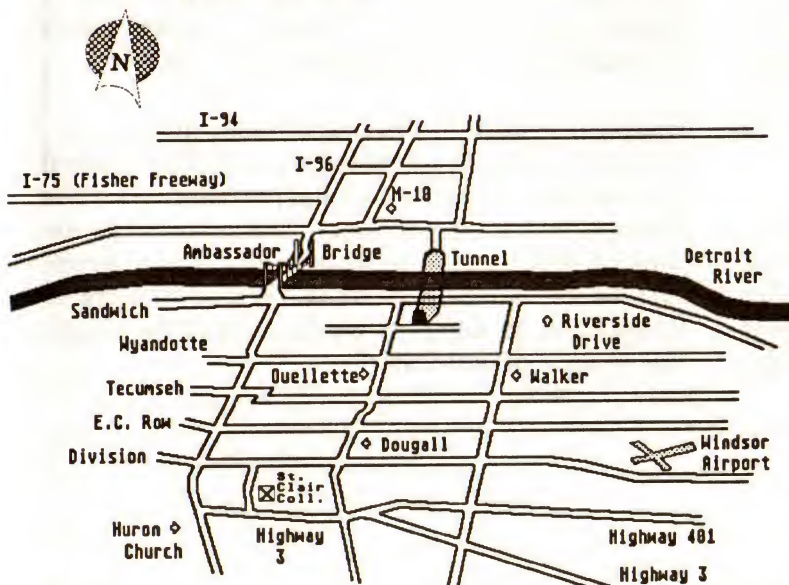 N
I-94
I-96
I-75 (Fisher Freeway)
M-10
Ambassador Bridge
Tunnel
Detroit
River
Sandwich
Riverside
Drive
Wyandotte
Ouellette
Walker
Tecumseh
E.C. Row
Dougall
Division
Windsor
Airport
St.
Clair
Coll.
Huron
Church
Highway
3
Highway 401
Highway 3